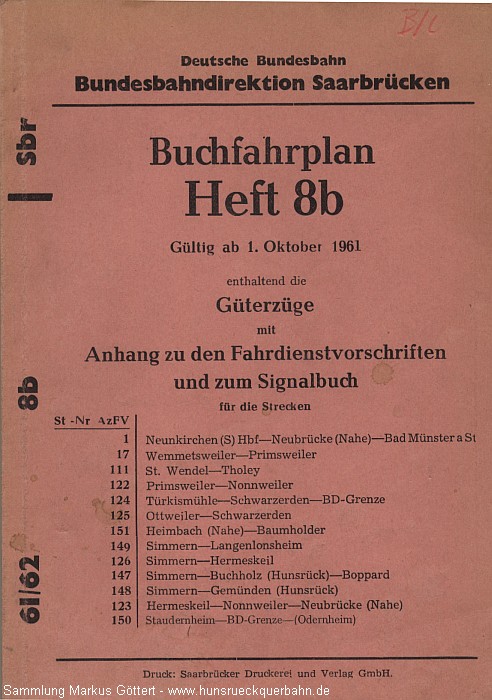 B/L
Deutsche Bundesbahn
Bundesbahndirektion Saarbrücken
Sbr
Buchfahrplan
Heft 8b
Gültig ab 1. Oktober 1961
enthaltend die
Güterzüge
mit
Anhang zu den Fahrdienstvorschriften
und zum Signalbuch
für die Strecken
8b
St -Nr AzFV
1 Neunkirchen (S) Hbf—Neubrücke (Nahe)—Bad Münster a St
17 Wemmetsweiler—Primsweiler
111 St. Wendel—Tholey
122 Primsweiler—Nonnweiler
124 Türkismühle—Schwarzerden—BD-Grenze
125 Ottweiler—Schwarzerden
151 Heimbach (Nahe)—Baumholder
149 Simmern—Langenlonsheim
126 Simmern—Hermeskeil
147 Simmern—Buchholz (Hunsrück)—Boppard
148 Simmern—Gemünden (Hunsrück)
123 Hermeskeil—Nonnweiler—Neubrücke (Nahe)
150 Staudernheim—BD-Grenze—(Odernheim)
61/62
Druck: Saarbrücker Druckerei und Verlag GmbH.
Sammlung Markus Göttert - www.hunsrueckquerbahn.de